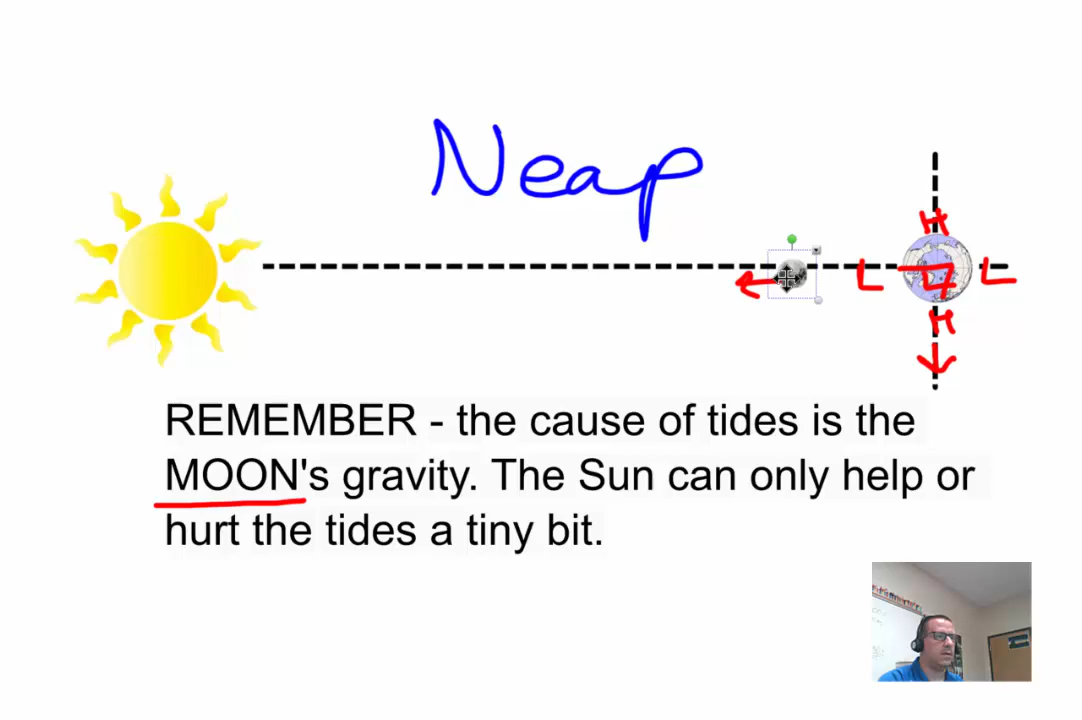 Neap
H
L L
H
REMEMBER - the cause of tides is the
MOON's gravity. The Sun can only help or
hurt the tides a tiny bit.